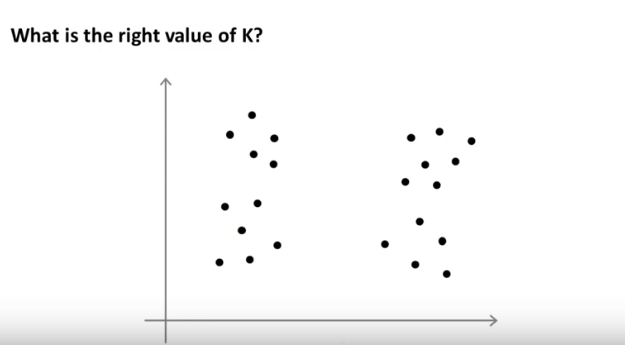 What is the right value of K?